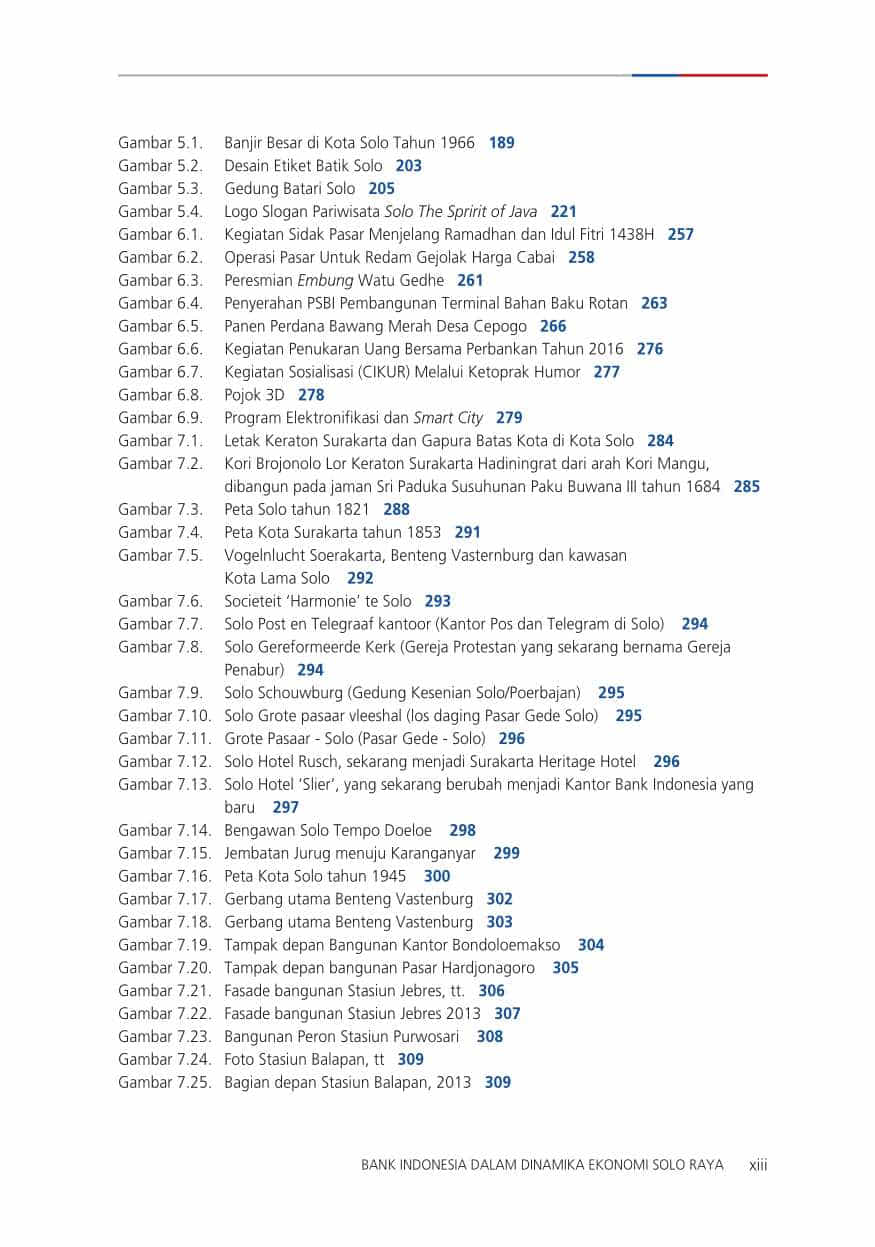 Gambar 5.1. Banjir Besar di Kota Solo Tahun 1966 189
Gambar 5.2. Desain Etiket Batik Solo 203
Gambar 5.3. Gedung Batari Solo 205
Gambar 5.4. Logo Slogan Pariwisata Solo The Spririt of Java 221
Gambar 6.1. Kegiatan Sidak Pasar Menjelang Ramadhan dan Idul Fitri 1438H 257
Gambar 6.2. Operasi Pasar Untuk Redam Gejolak Harga Cabai 258
Gambar 6.3. Peresmian Embung Watu Gedhe 261
Gambar 6.4. Penyerahan PSBI Pembangunan Terminal Bahan Baku Rotan 263
Gambar 6.5. Panen Perdana Bawang Merah Desa Cepogo 266
Gambar 6.6. Kegiatan Penukaran Uang Bersama Perbankan Tahun 2016 276
Gambar 6.7. Kegiatan Sosialisasi (CIKUR) Melalui Ketoprak Humor 277
Gambar 6.8. Pojok 3D 278
Gambar 6.9. Program Elektronifikasi dan Smart City 279
Gambar 7.1. Letak Keraton Surakarta dan Gapura Batas Kota di Kota Solo 284
Gambar 7.2. Kori Brojonolo Lor Keraton Surakarta Hadiningrat dari arah Kori Mangu,
dibangun pada jaman Sri Paduka Susuhunan Paku Buwana III tahun 1684 285
Gambar 7.3. Peta Solo tahun 1821 288
Gambar 7.4. Peta Kota Surakarta tahun 1853 291
Gambar 7.5. Vogelnlucht Soerakarta, Benteng Vasternburg dan kawasan
Kota Lama Solo 292
Gambar 7.6. Societeit ‘Harmonie’ te Solo 293
Gambar 7.7. Solo Post en Telegraaf kantoor (Kantor Pos dan Telegram di Solo) 294
Gambar 7.8. Solo Gereformeerde Kerk (Gereja Protestan yang sekarang bernama Gereja
Penabur) 294
Gambar 7.9. Solo Schouwburg (Gedung Kesenian Solo/Poerbajan) 295
Gambar 7.10. Solo Grote pasaar vleeshal (los daging Pasar Gede Solo) 295
Gambar 7.11. Grote Pasaar - Solo (Pasar Gede - Solo) 296
Gambar 7.12. Solo Hotel Rusch, sekarang menjadi Surakarta Heritage Hotel 296
Gambar 7.13. Solo Hotel ‘Slier’, yang sekarang berubah menjadi Kantor Bank Indonesia yang
baru 297
Gambar 7.14. Bengawan Solo Tempo Doeloe 298
Gambar 7.15. Jembatan Jurug menuju Karanganyar 299
Gambar 7.16. Peta Kota Solo tahun 1945 300
Gambar 7.17. Gerbang utama Benteng Vastenburg 302
Gambar 7.18. Gerbang utama Benteng Vastenburg 303
Gambar 7.19. Tampak depan Bangunan Kantor Bondoloemakso 304
Gambar 7.20. Tampak depan bangunan Pasar Hardjonagoro 305
Gambar 7.21. Fasade bangunan Stasiun Jebres, tt. 306
Gambar 7.22. Fasade bangunan Stasiun Jebres 2013 307
Gambar 7.23. Bangunan Peron Stasiun Purwosari 308
Gambar 7.24. Foto Stasiun Balapan, tt 309
Gambar 7.25. Bagian depan Stasiun Balapan, 2013 309
BANK INDONESIA DALAM DINAMIKA EKONOMI SOLO RAYA xiii